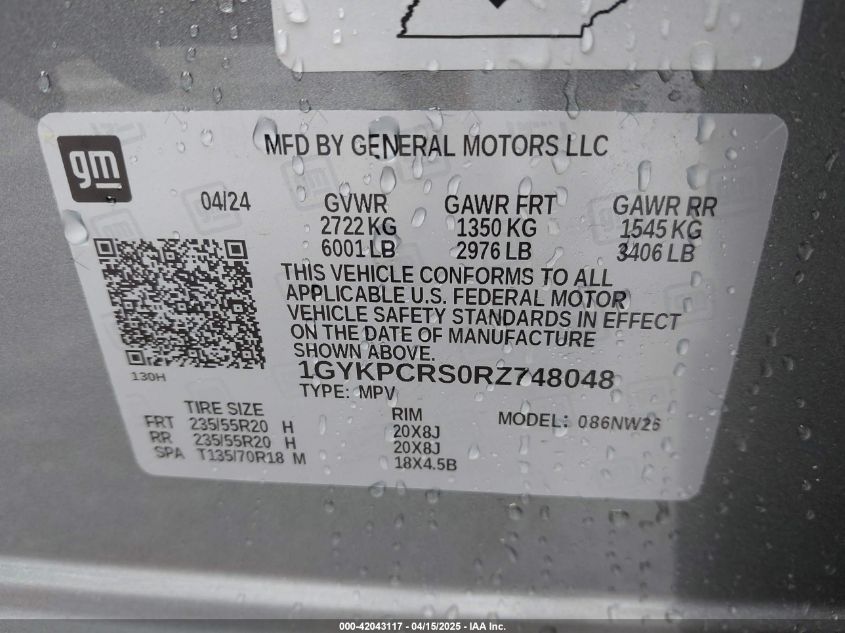 MFD BY GENERAL MOTORS LLC
gm
04/24 GVWR GAWR FRT GAWR RR
2722 KG 1350 KG 1545 KG
6001 LB 2976 LB 3406 LB
THIS VEHICLE CONFORMS TO ALL
APPLICABLE U.S. FEDERAL MOTOR
VEHICLE SAFETY STANDARDS IN EFFECT
ON THE DATE OF MANUFACTURE
SHOWN ABOVE.
1GYKPCRS0RZ748048
130H
TYPE: MPV
TIRE SIZE RIM MODEL: 086NW26
FRT 235/55R20 H 20X8J
RR 235/55R20 H 20X8J
SPA T135/70R18 M 18X4.5B
000-42043117 - 04/15/2025 - IAA Inc.